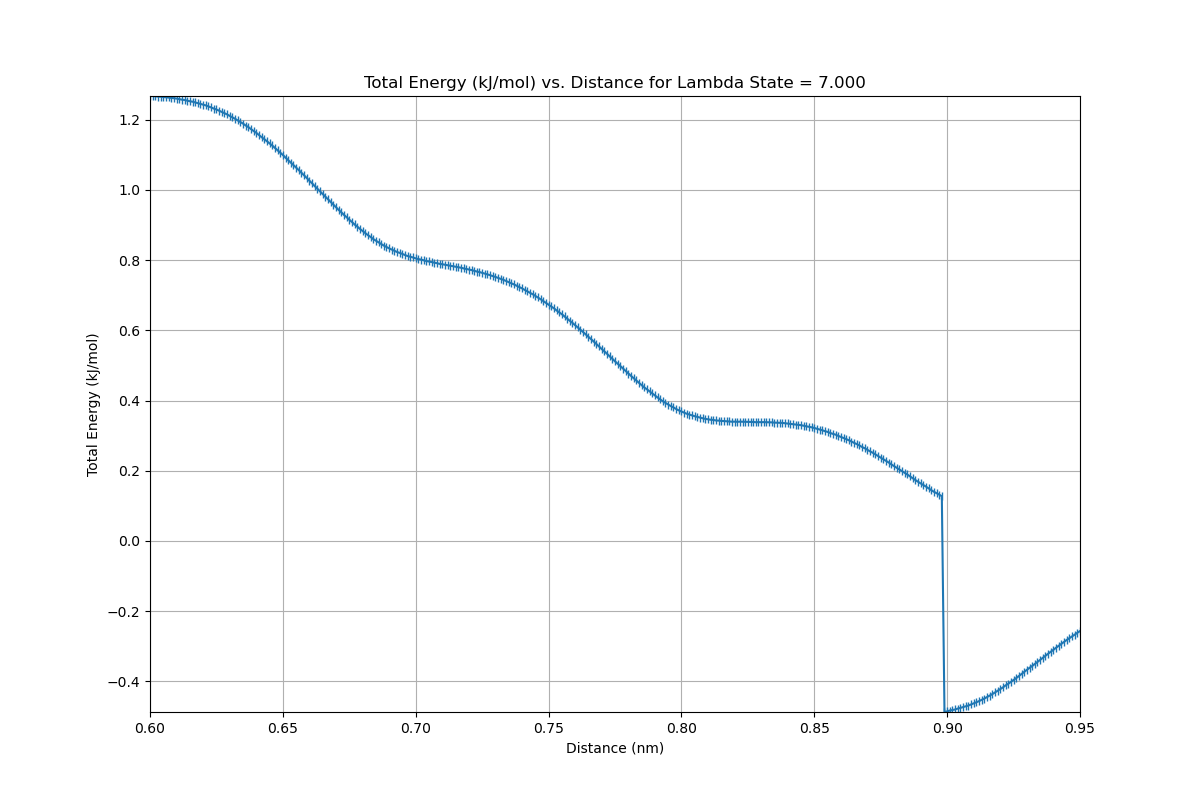 Total Energy (kJ/mol) vs. Distance for Lambda State = 7.000
Total Energy (kJ/mol)
1.2
1.0
0.8
0.6
0.4
0.2
0.0
−0.2
−0.4
0.60 0.65 0.70 0.75 0.80 0.85 0.90 0.95
Distance (nm)